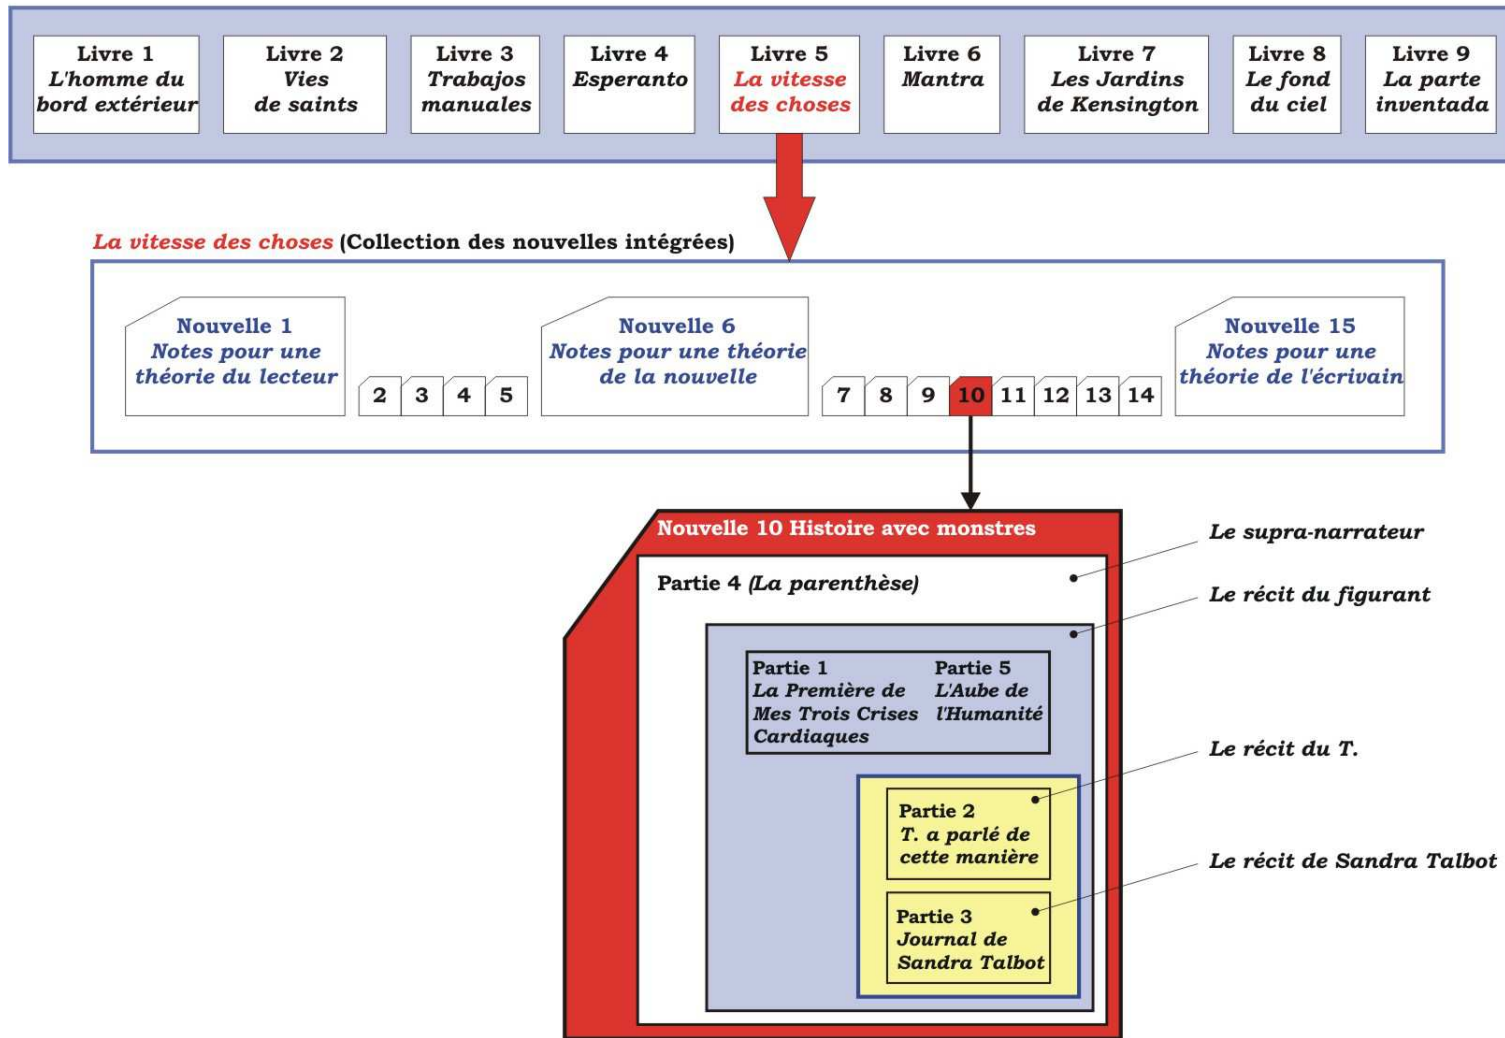 Livre 1
L'homme du
bord extérieur
Livre 2
Vies
de saints
Livre 3
Trabajos
manuales
Livre 4
Esperanto
Livre 5
La vitesse
des choses
Livre 6
Mantra
Livre 7
Les Jardins
de Kensington
Livre 8
Le fond
du ciel
Livre 9
La parte
inventada
La vitesse des choses (Collection des nouvelles intégrées)
Nouvelle 1
Notes pour une
théorie du lecteur
2 3 4 5
Nouvelle 6
Notes pour une théorie
de la nouvelle
7 8 9 10 11 12 13 14
Nouvelle 15
Notes pour une
théorie de l'écrivain
Nouvelle 10 Histoire avec monstres
Le supra-narrateur
Partie 4 (La parenthèse)
Le récit du figurant
Partie 1
La Première de
Mes Trois Crises
Cardiaques
Partie 5
L'Aube de
l'Humanité
Le récit du T.
Partie 2
T. a parlé de
cette manière
Le récit de Sandra Talbot
Partie 3
Journal de
Sandra Talbot